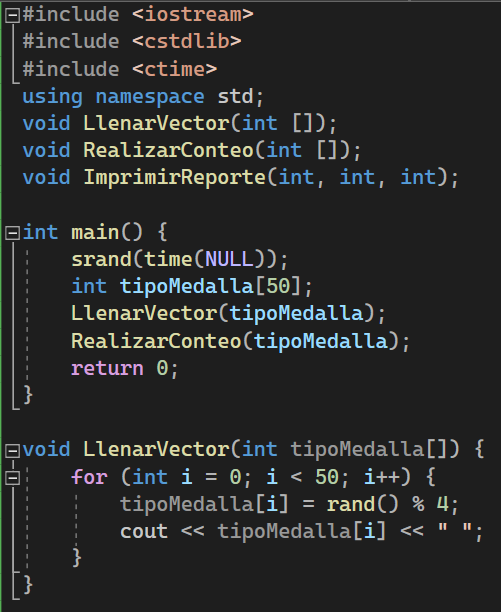 #include <iostream>
#include <cstdlib>
#include <ctime>
using namespace std;
void LlenarVector(int []);
void RealizarConteo(int []);
void ImprimirReporte(int, int, int);
int main() {
srand(time(NULL));
int tipoMedalla[50];
LlenarVector(tipoMedalla);
RealizarConteo(tipoMedalla);
return 0;
}
void LlenarVector(int tipoMedalla[]) {
for (int i = 0; i < 50; i++) {
tipoMedalla[i] = rand() % 4;
cout << tipoMedalla[i] << " ";
}
}